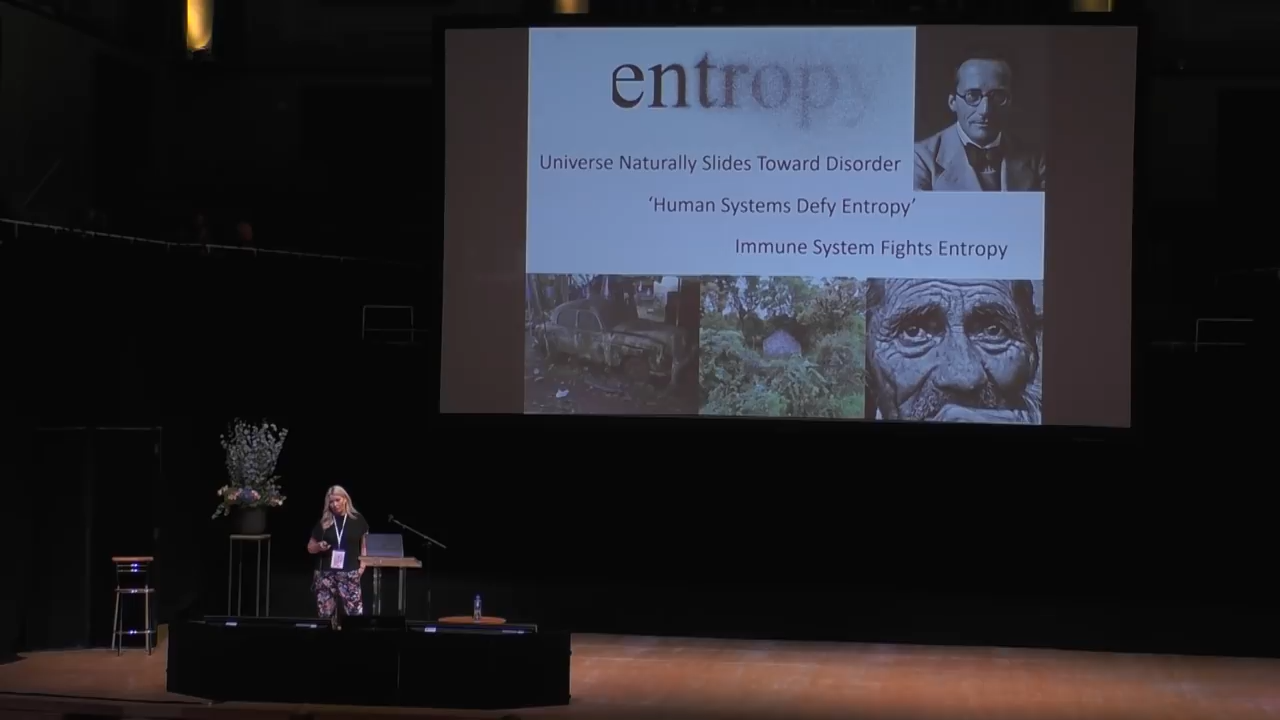 entropy
Universe Naturally Slides Toward Disorder
‘Human Systems Defy Entropy’
Immune System Fights Entropy